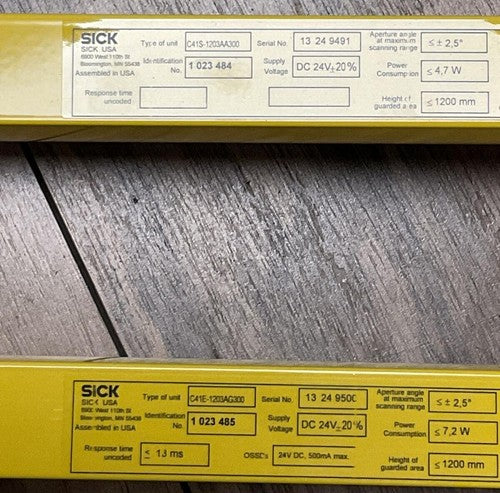 SICK
SICK USA
6900 West 110th St
Bloomington, MN 55438
Assembled in USA
Type of unit C41S-1203AA300
Serial No. 13 24 9491
Aperture angle
at maximum
scanning range ≤ ± 2,5°
Identification
No. 1 023 484
Supply
Voltage DC 24V±20%
Power
Consumption ≤ 4,7 W
Response time
uncoded
Height of
guarded area ≤ 1200 mm
SICK
SICK USA
6900 West 110th St
Bloomington, MN 55438
Assembled in USA
Type of unit C41E-1203AG300
Serial No. 13 24 9500
Aperture angle
at maximum
scanning range ≤ ± 2,5°
Identification
No. 1 023 485
Supply
Voltage DC 24V±20%
Power
Consumption ≤ 7,2 W
Response time
uncoded ≤ 13 ms
OSSD's 24V DC, 500mA max.
Height of
guarded area ≤ 1200 mm